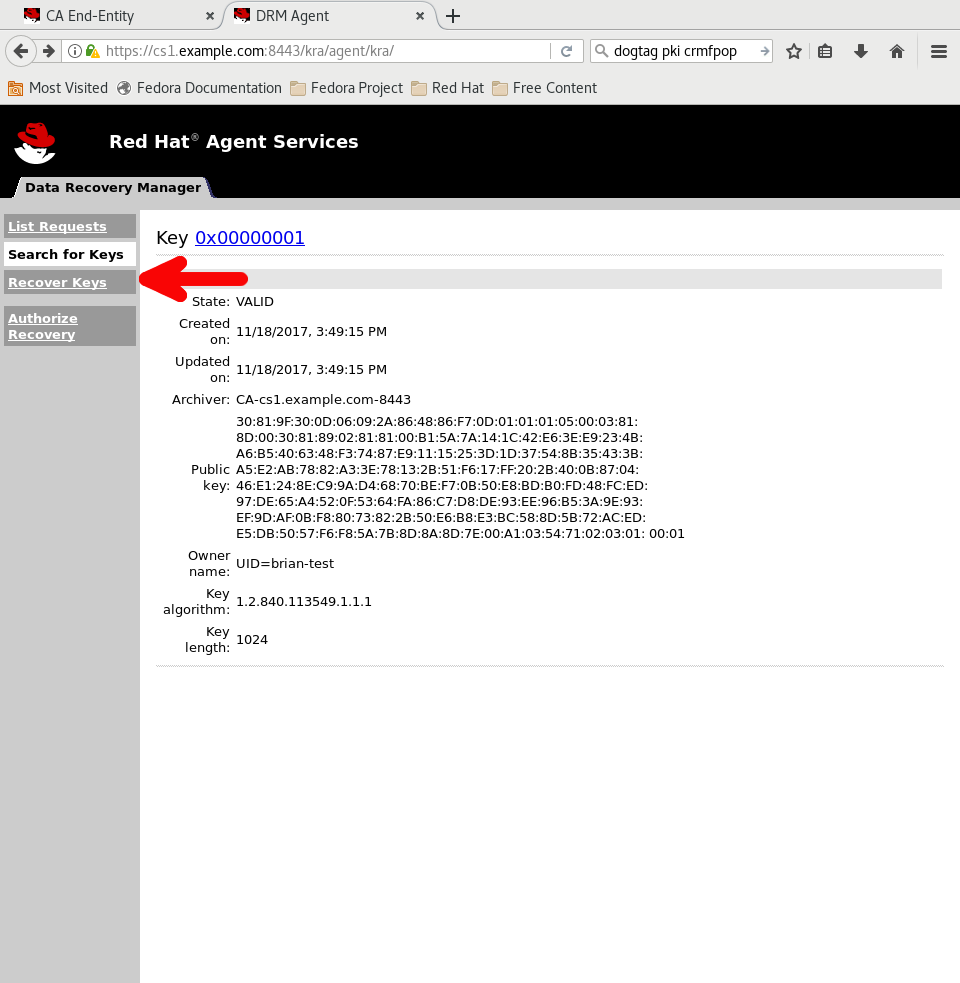 CA End-Entity
DRM Agent
https://cs1.example.com:8443/kra/agent/kra/
dogtag pki crmfpop
Most Visited
Fedora Documentation
Fedora Project
Red Hat
Free Content
Red Hat® Agent Services
Data Recovery Manager
List Requests
Search for Keys
Recover Keys
Authorize
Recovery
Key 0x00000001
State: VALID
Created
on: 11/18/2017, 3:49:15 PM
Updated
on: 11/18/2017, 3:49:15 PM
Archiver: CA-cs1.example.com-8443
Public
key:
30:81:9F:30:0D:06:09:2A:86:48:86:F7:0D:01:01:01:05:00:03:81:
8D:00:30:81:89:02:81:81:00:B1:5A:7A:14:1C:42:E6:3E:E9:23:4B:
A6:B5:40:63:48:F3:74:87:E9:11:15:25:3D:1D:37:54:8B:35:43:3B:
A5:E2:AB:78:82:A3:3E:78:13:2B:51:F6:17:FF:20:2B:40:0B:87:04:
46:E1:24:8E:C9:9A:D4:68:70:BE:F7:0B:50:E8:BD:B0:FD:48:FC:ED:
97:DE:65:A4:52:0F:53:64:FA:86:C7:D8:DE:93:EE:96:B5:3A:9E:93:
EF:9D:AF:0B:F8:80:73:82:2B:50:E6:B8:E3:BC:58:8D:5B:72:AC:ED:
E5:DB:50:57:F6:F8:5A:7B:8D:8A:8D:7E:00:A1:03:54:71:02:03:01: 00:01
Owner
name: UID=brian-test
Key
algorithm: 1.2.840.113549.1.1.1
Key
length: 1024